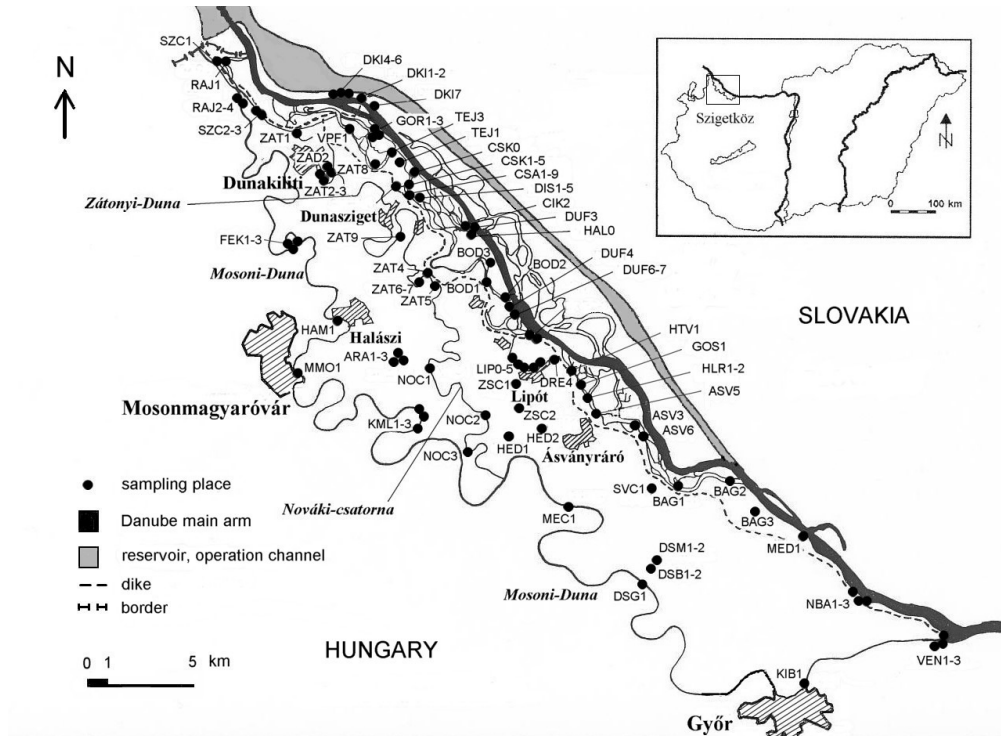 SZC1
N
RAJ1
RAJ2-4
SZC2-3
ZAT1
VPF1
DKI4-6
DKI1-2
DKI7
GOR1-3
TEJ3
TEJ1
CSK0
CSK1-5
CSA1-9
DIS1-5
CIK2
DUF3
HAL0
ZAD2
ZAT8
Dunakiliti
ZAT2-3
Zátonyi-Duna
Dunasziget
ZAT9
FEK1-3
Mosoni-Duna
ZAT4
ZAT6-7
ZAT5
BOD3
BOD1
BOD2
DUF4
DUF6-7
Szigetköz
N
0 100 km
SLOVAKIA
HAM1
Halászi
ARA1-3
MMO1
NOC1
Mosonmagyaróvár
LIP0-5
ZSC1
Lipót
DRE4
HTV1
GOS1
HLR1-2
ASV5
ZSC2
KML1-3
NOC2
HED1
HED2
Ásványráró
ASV3
ASV6
NOC3
Nováki-csatorna
SVC1
BAG1
BAG2
BAG3
MEC1
MED1
sampling place
Danube main arm
reservoir, operation channel
dike
border
DSM1-2
DSB1-2
Mosoni-Duna
DSG1
NBA1-3
HUNGARY
VEN1-3
0 1 5 km
KIB1
Győr